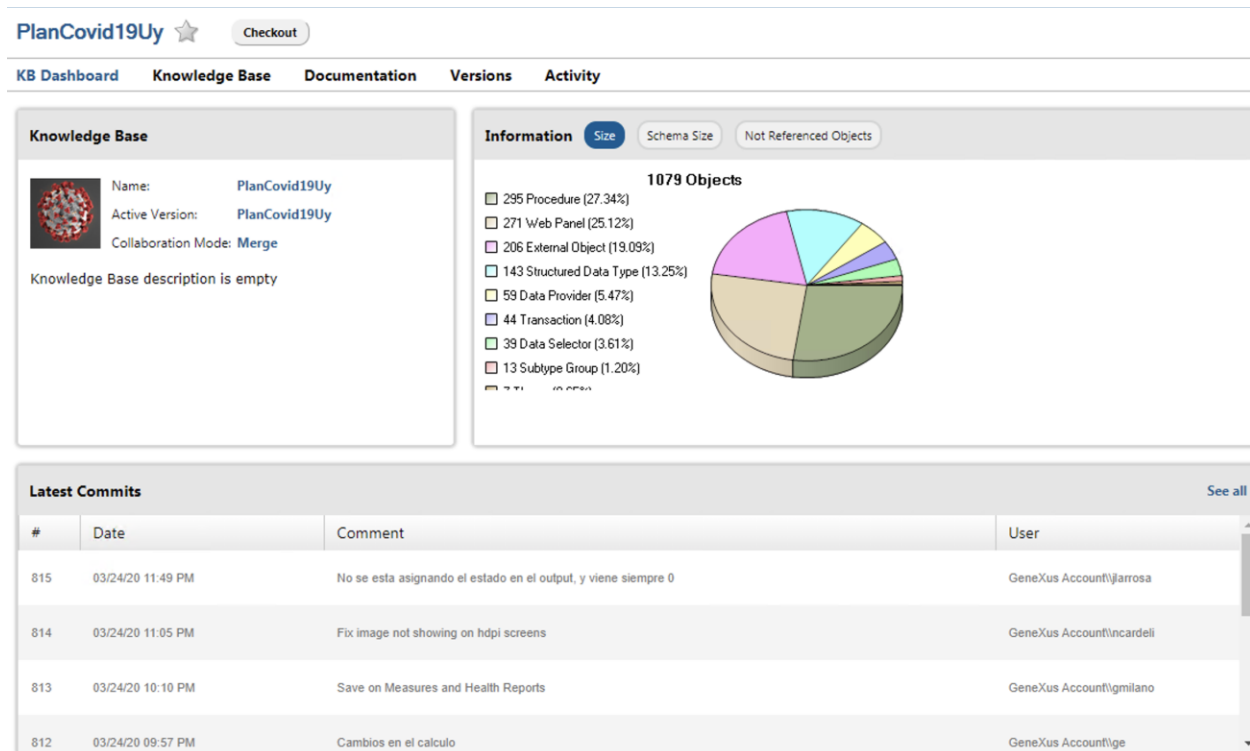 PlanCovid19Uy Checkout
KB Dashboard Knowledge Base Documentation Versions Activity
Knowledge Base
Name: PlanCovid19Uy
Active Version: PlanCovid19Uy
Collaboration Mode: Merge
Knowledge Base description is empty
Information Size Schema Size Not Referenced Objects
1079 Objects
295 Procedure (27.34%)
271 Web Panel (25.12%)
206 External Object (19.09%)
143 Structured Data Type (13.25%)
59 Data Provider (5.47%)
44 Transaction (4.08%)
39 Data Selector (3.61%)
13 Subtype Group (1.20%)
Latest Commits See all
# Date Comment User
815 03/24/20 11:49 PM No se esta asignando el estado en el output, y viene siempre 0 GeneXus Account\\jlarrosa
814 03/24/20 11:05 PM Fix image not showing on hdpi screens GeneXus Account\\ncardeli
813 03/24/20 10:10 PM Save on Measures and Health Reports GeneXus Account\\gmilano
812 03/24/20 09:57 PM Cambios en el calculo GeneXus Account\\ge